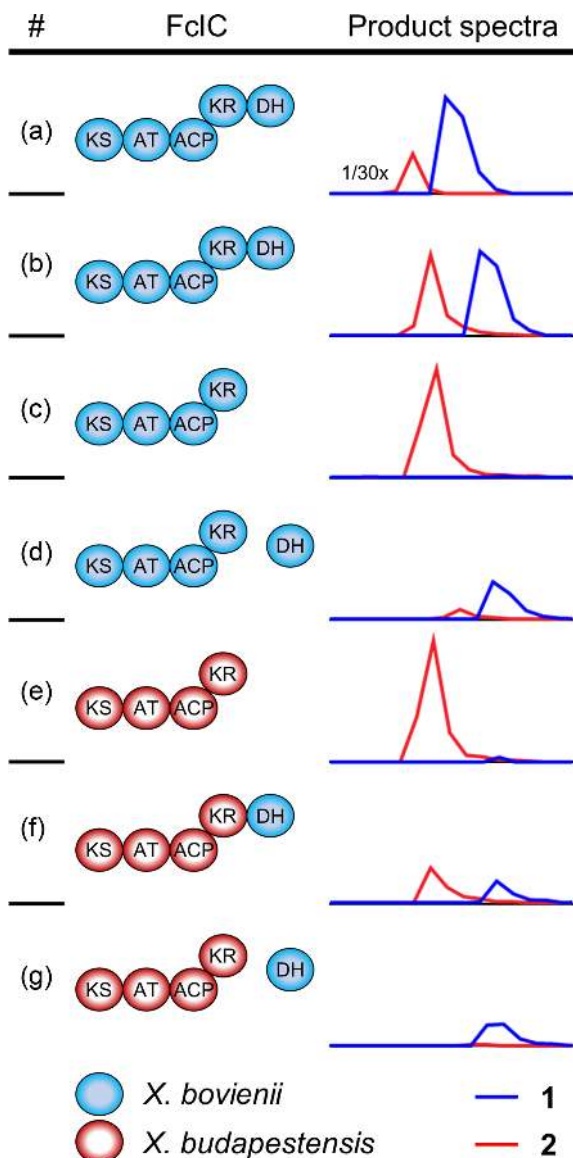 # FclC Product spectra
(a) KS AT ACP KR DH 1/30x
(b) KS AT ACP KR DH
(c) KS AT ACP KR
(d) KS AT ACP KR DH
(e) KS AT ACP KR
(f) KS AT ACP KR DH
(g) KS AT ACP KR DH
X. bovienii 1
X. budapestensis 2